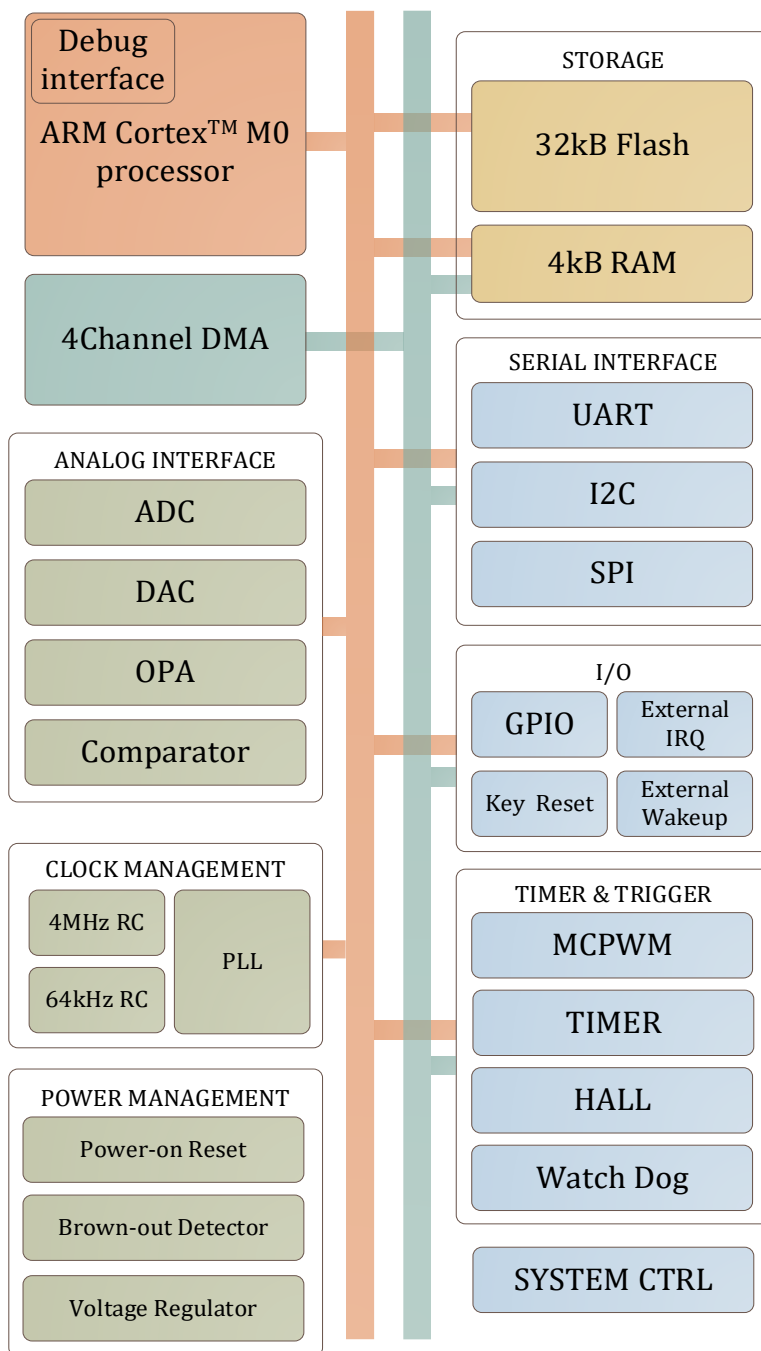 Debug
interface
ARM Cortex™ M0
processor
4Channel DMA
ANALOG INTERFACE
ADC
DAC
OPA
Comparator
CLOCK MANAGEMENT
4MHz RC
64kHz RC
PLL
POWER MANAGEMENT
Power-on Reset
Brown-out Detector
Voltage Regulator
STORAGE
32kB Flash
4kB RAM
SERIAL INTERFACE
UART
I2C
SPI
I/O
GPIO
External
IRQ
Key Reset
External
Wakeup
TIMER & TRIGGER
MCPWM
TIMER
HALL
Watch Dog
SYSTEM CTRL